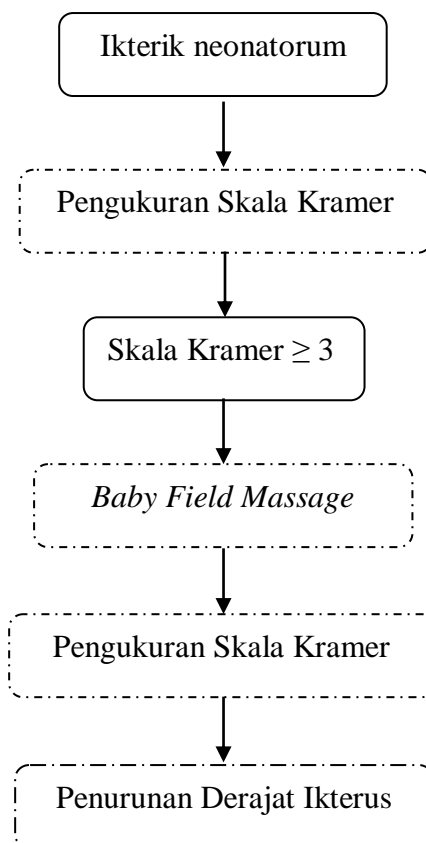 Ikterik neonatorum
Pengukuran Skala Kramer
Skala Kramer ≥ 3
Baby Field Massage
Pengukuran Skala Kramer
Penurunan Derajat Ikterus